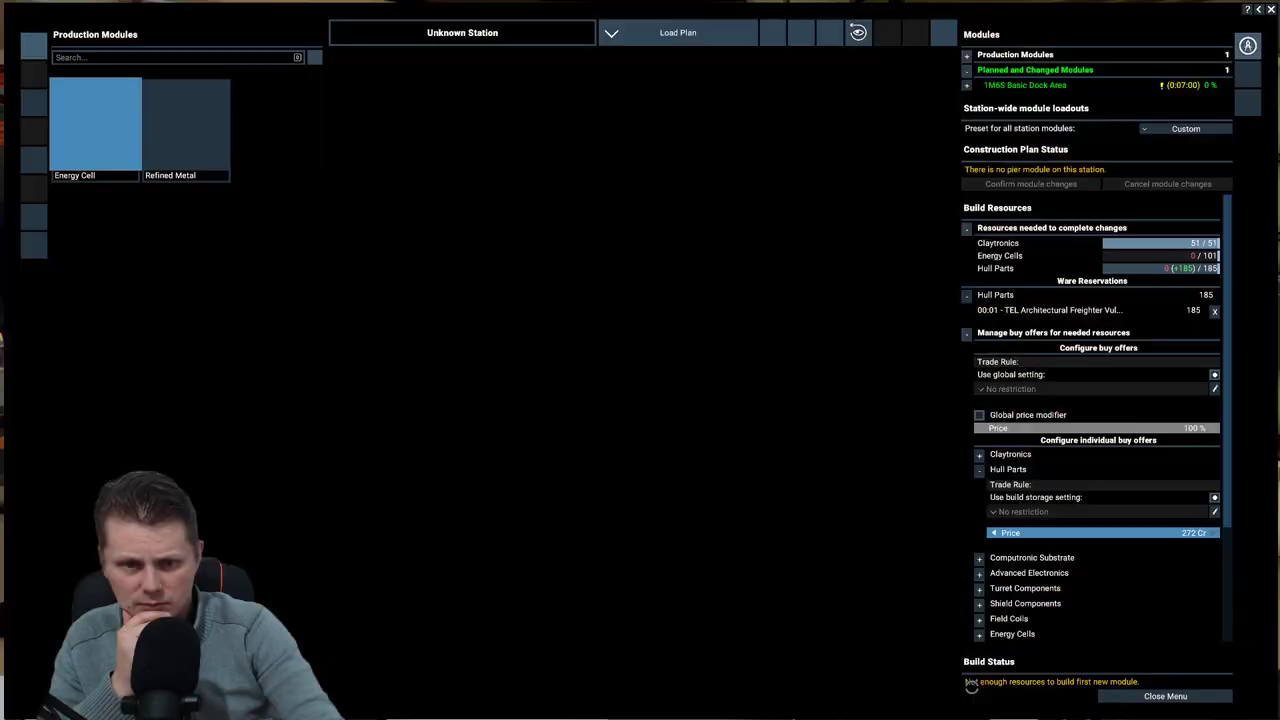 Production Modules
Search...
Energy Cell
Refined Metal
Unknown Station
Load Plan
Modules
Production Modules 1
Planned and Changed Modules 1
1M6S Basic Dock Area ! (0:07:00) 0 %
Station-wide module loadouts
Preset for all station modules: Custom
Construction Plan Status
There is no pier module on this station.
Confirm module changes Cancel module changes
Build Resources
Resources needed to complete changes
Claytronics 51 / 51
Energy Cells 0 / 101
Hull Parts 0 (+185) / 185
Ware Reservations
Hull Parts 185
00:01 - TEL Architectural Freighter Vul... 185 X
Manage buy offers for needed resources
Configure buy offers
Trade Rule:
Use global setting:
No restriction
Global price modifier
Price 100 %
Configure individual buy offers
Claytronics
Hull Parts
Trade Rule:
Use build storage setting:
No restriction
Price 272 Cr
Computronic Substrate
Advanced Electronics
Turret Components
Shield Components
Field Coils
Energy Cells
Build Status
enough resources to build first new module.
Close Menu